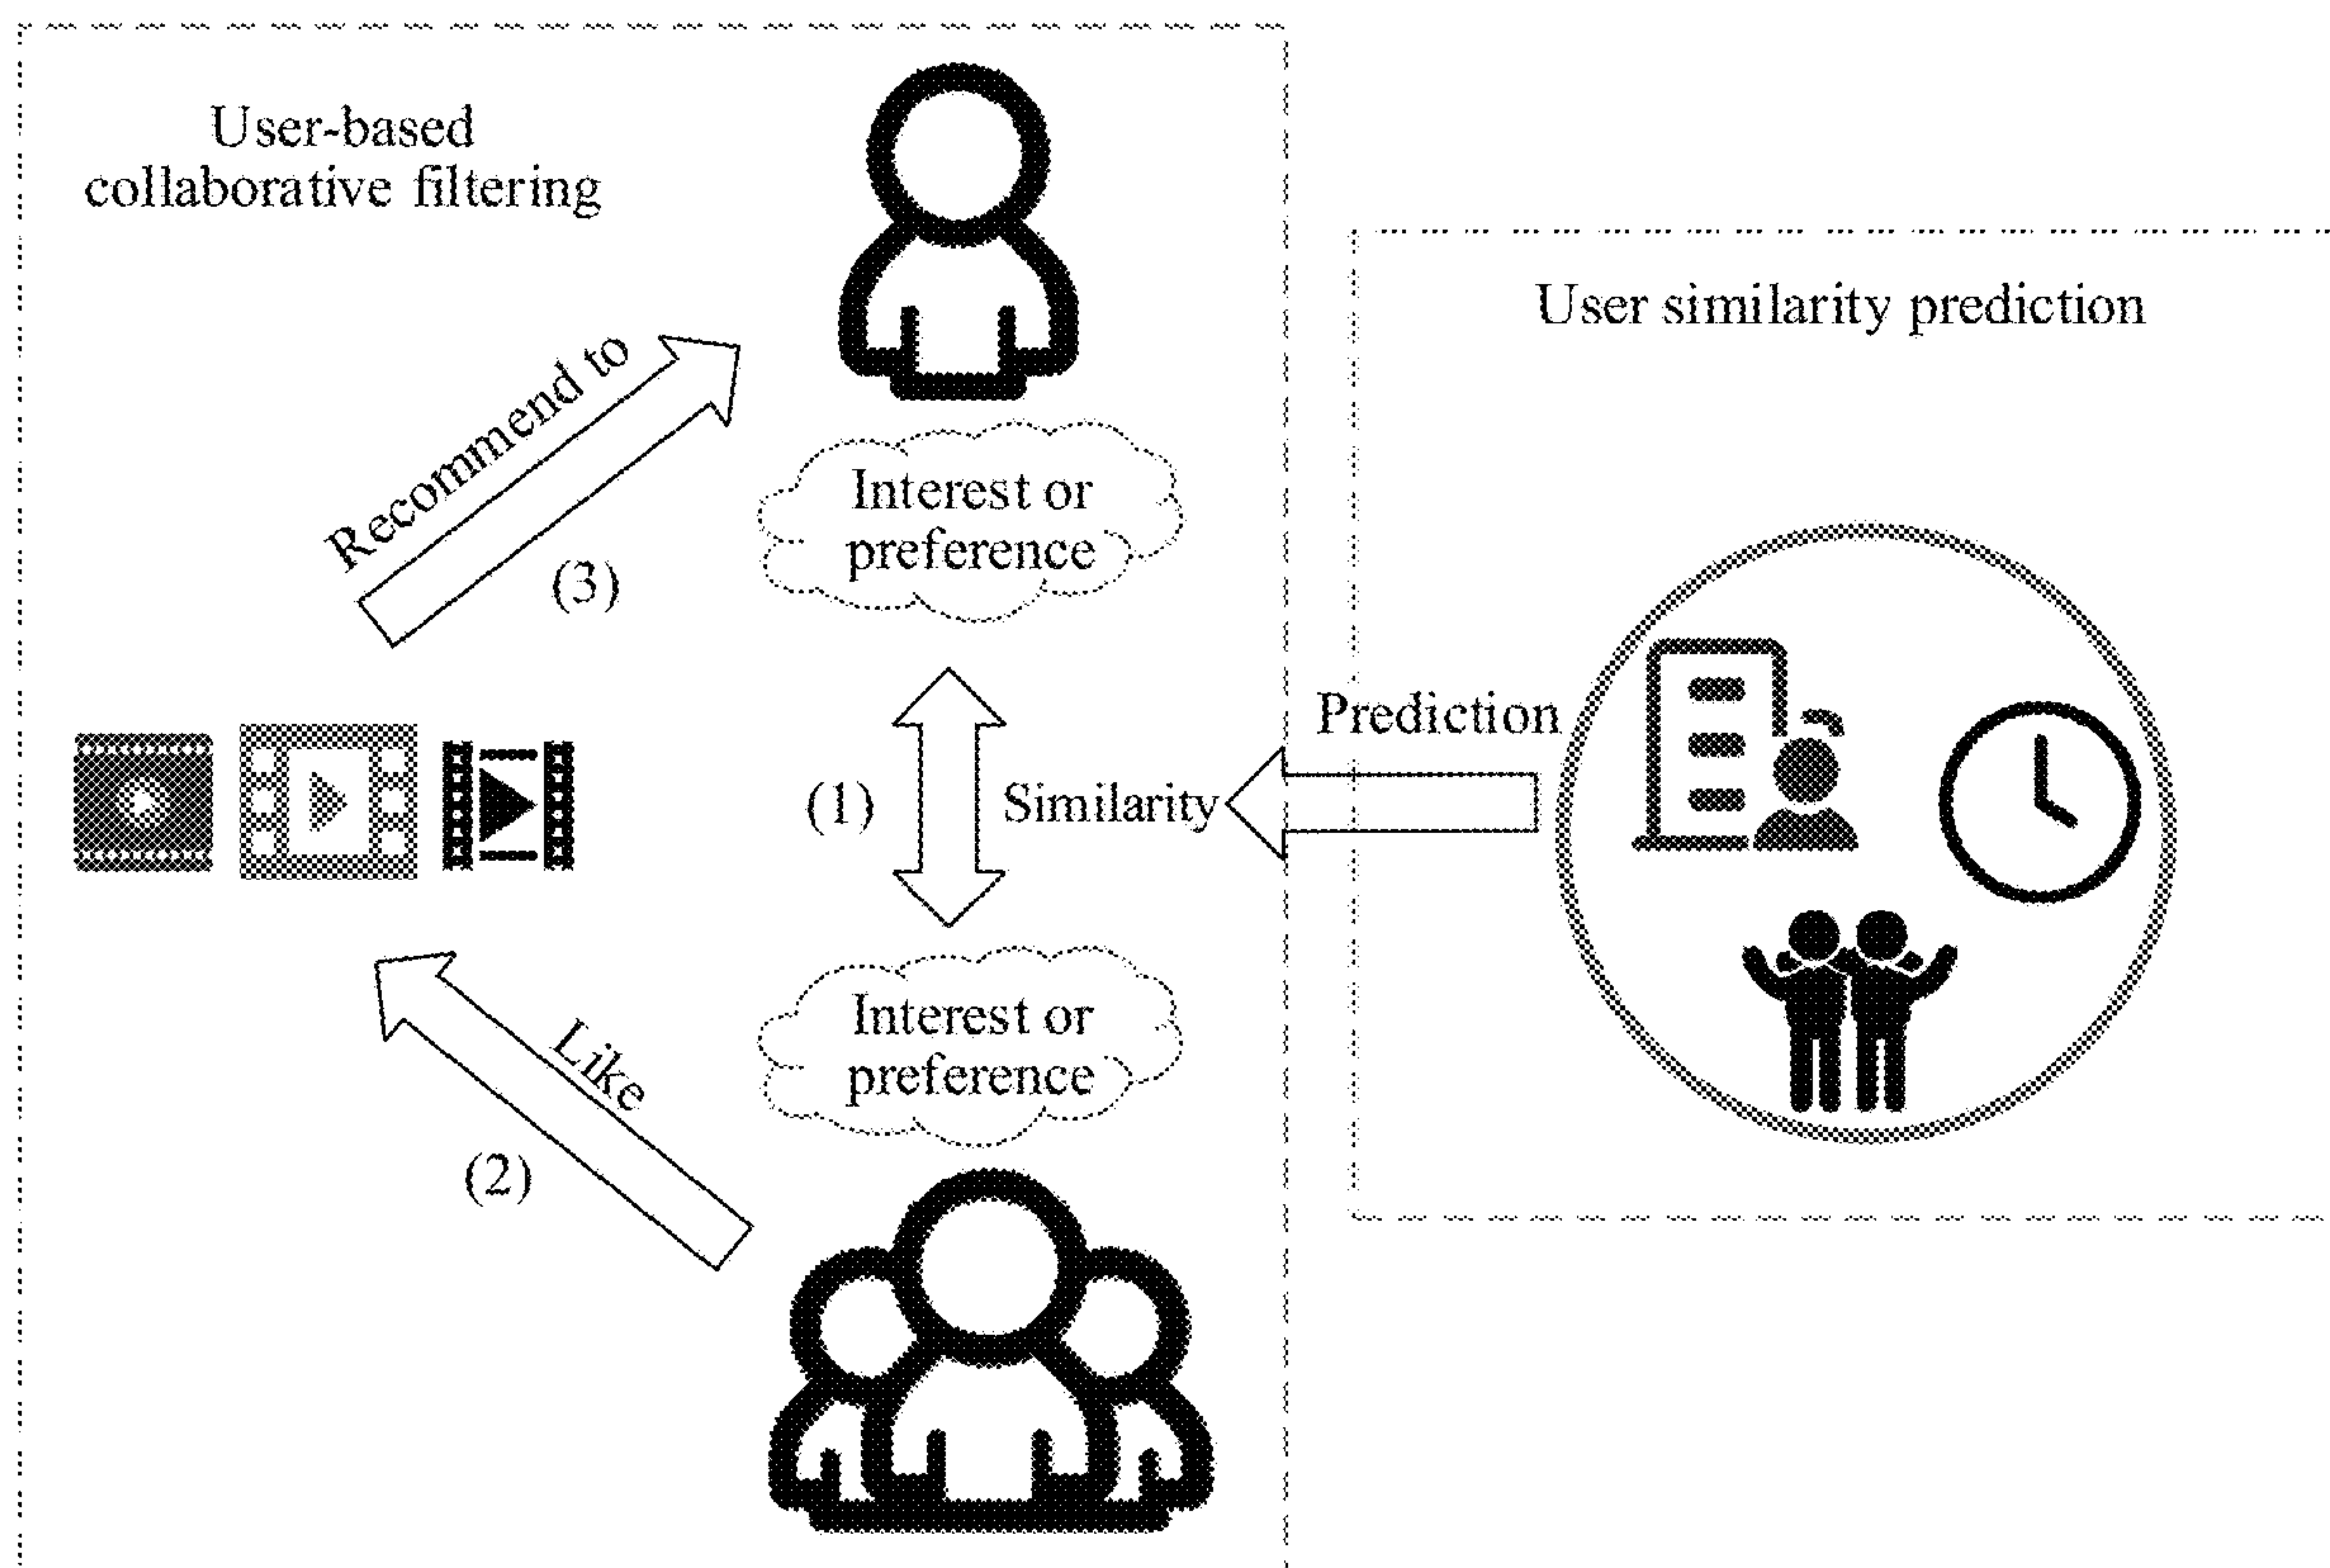 User-based
collaborative filtering
Recommend to
(3)
Interest or
preference
(1)
Similarity
Like
(2)
Interest or
preference
User similarity prediction
Prediction